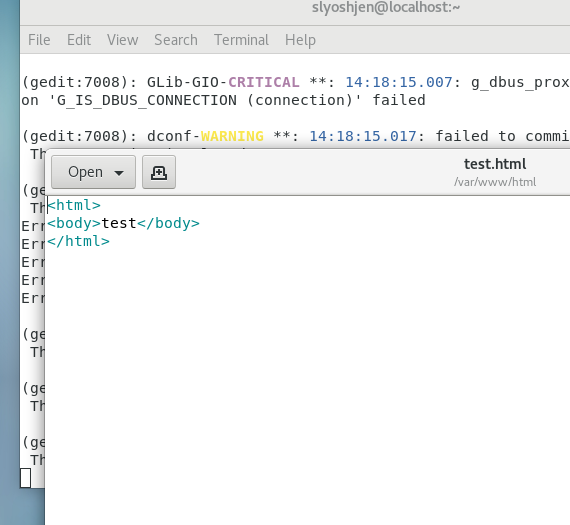 slyoshjen@localhost:~
File Edit View Search Terminal Help
(gedit:7008): GLib-GIO-CRITICAL **: 14:18:15.007: g_dbus_prox
on 'G_IS_DBUS_CONNECTION (connection)' failed
(gedit:7008): dconf-WARNING **: 14:18:15.017: failed to commi
Th
Open
test.html
/var/www/html
(ge
Th
Err
Err
Err
Err
Err
(ge
Th
(ge
Th
(ge
Th
<html>
<body>test</body>
</html>